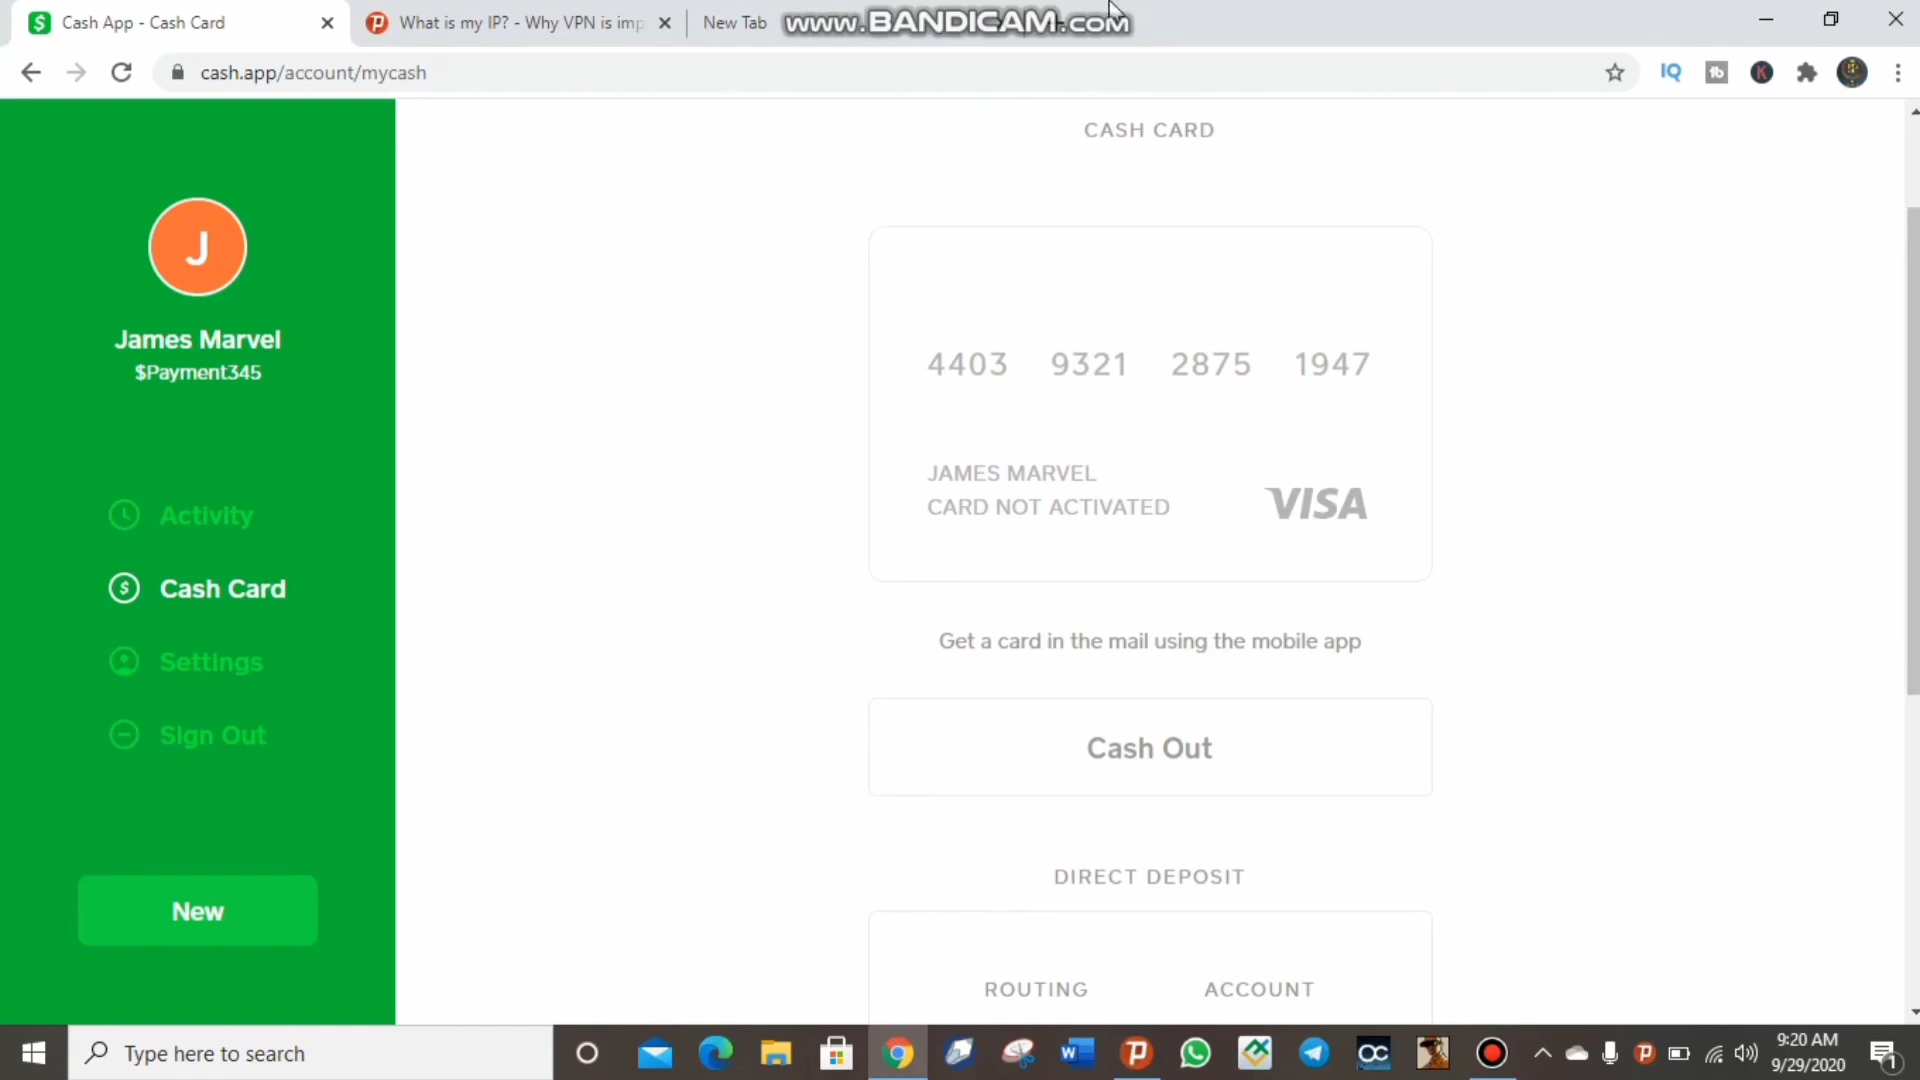 Cash App - Cash Card
What is my IP? - Why VPN is imp
New Tab
www.BANDICAM.com
cash.app/account/mycash
IQ
J
James Marvel
$Payment345
Activity
Cash Card
Settings
Sign Out
New
CASH CARD
4403 9321 2875 1947
JAMES MARVEL
CARD NOT ACTIVATED
VISA
Get a card in the mail using the mobile app
Cash Out
DIRECT DEPOSIT
ROUTING ACCOUNT
Type here to search
9:20 AM
9/29/2020
1